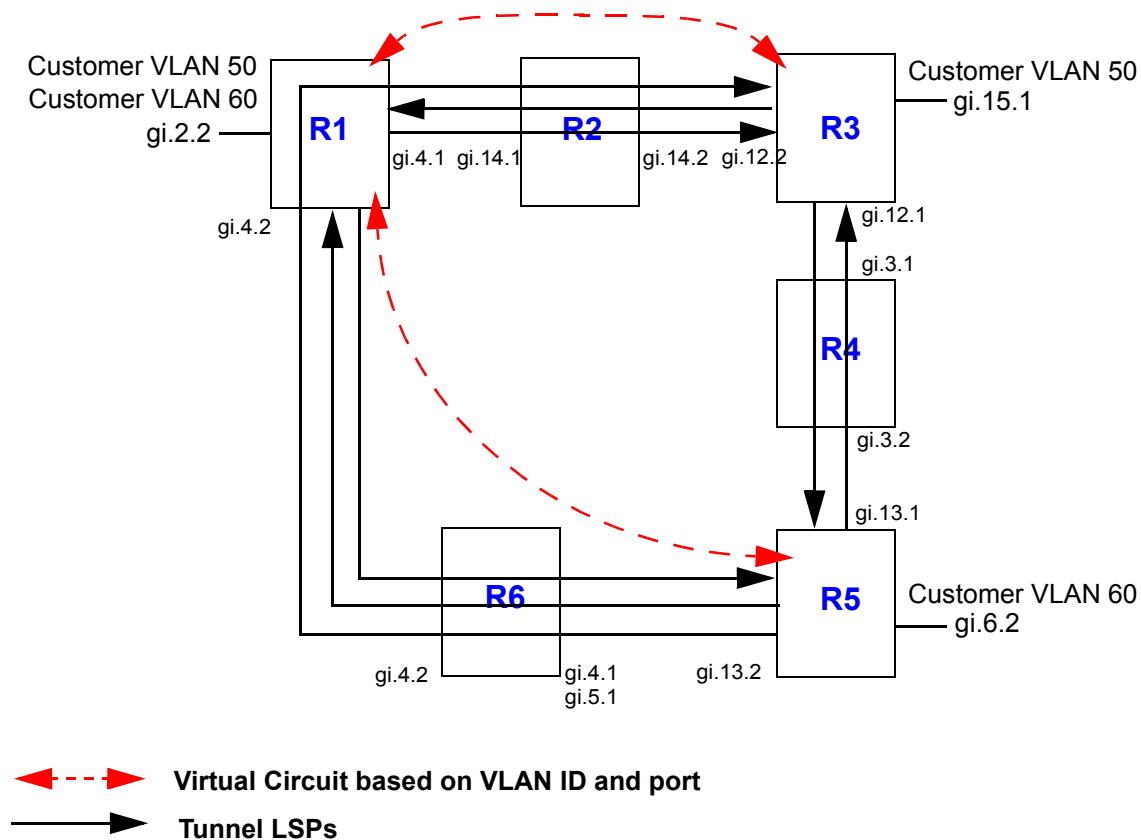 Customer VLAN 50
Customer VLAN 60
gi.2.2
R1
R2
R3
Customer VLAN 50
gi.15.1
gi.4.1
gi.14.1
gi.14.2
gi.12.2
gi.4.2
gi.12.1
gi.3.1
R4
gi.3.2
gi.13.1
R6
R5
Customer VLAN 60
gi.6.2
gi.4.2
gi.4.1
gi.5.1
gi.13.2
Virtual Circuit based on VLAN ID and port
Tunnel LSPs